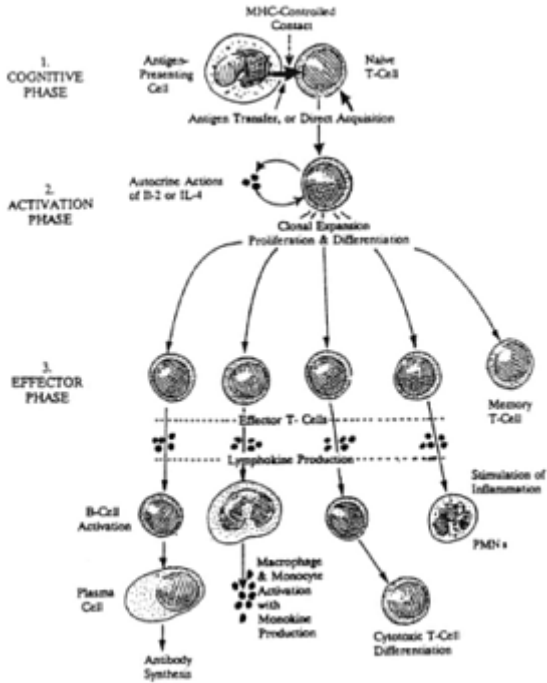 MHC-Controlled
Contact
1.
COGNITIVE
PHASE
Antigen-
Presenting
Cell
Naive
T-Cell
Antigen Transfer, or Direct Acquisition
2.
ACTIVATION
PHASE
Autocrine Actions
of Il-2 or IL-4
Clonal Expansion
Proliferation & Differentiation
3.
EFFECTOR
PHASE
Memory
T-Cell
Effector T- Cells
Lymphokine Production
Stimulation of
Inflammation
B-Cell
Activation
PMNs
Plasma
Cell
Macrophage
& Monocyte
Activation
with
Monokine
Production
Cytotoxic T-Cell
Differentiation
Antibody
Synthesis